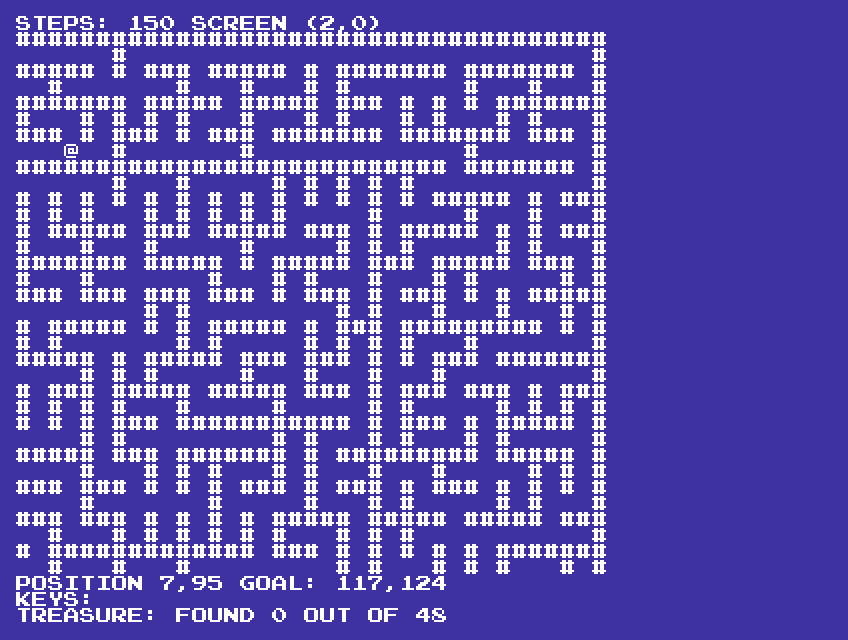 STEPS: 150 SCREEN (2,0)
@
POSITION 7,95 GOAL: 117,124
KEYS:
TREASURE: FOUND 0 OUT OF 48